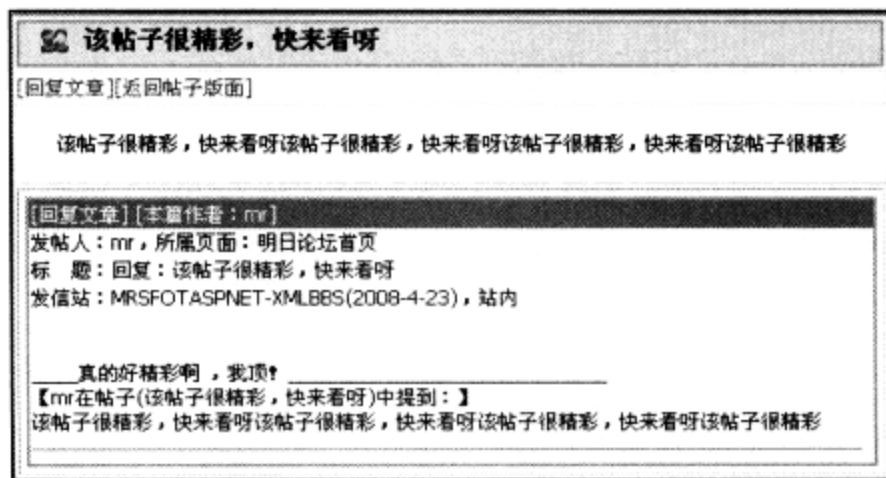 该帖子很精彩，快来看呀
[回复文章][返回帖子版面]
该帖子很精彩，快来看呀该帖子很精彩，快来看呀该帖子很精彩，快来看呀该帖子很精彩
[回复文章][本篇作者：mr]
发帖人：mr，所属页面：明日论坛首页
标　题：回复：该帖子很精彩，快来看呀
发信站：MRSFOTASPNET-XMLBBS(2008-4-23)，站内
____真的好精彩啊 ，我顶! ____________________________
【mr在帖子(该帖子很精彩，快来看呀)中提到：】
该帖子很精彩，快来看呀该帖子很精彩，快来看呀该帖子很精彩，快来看呀该帖子很精彩